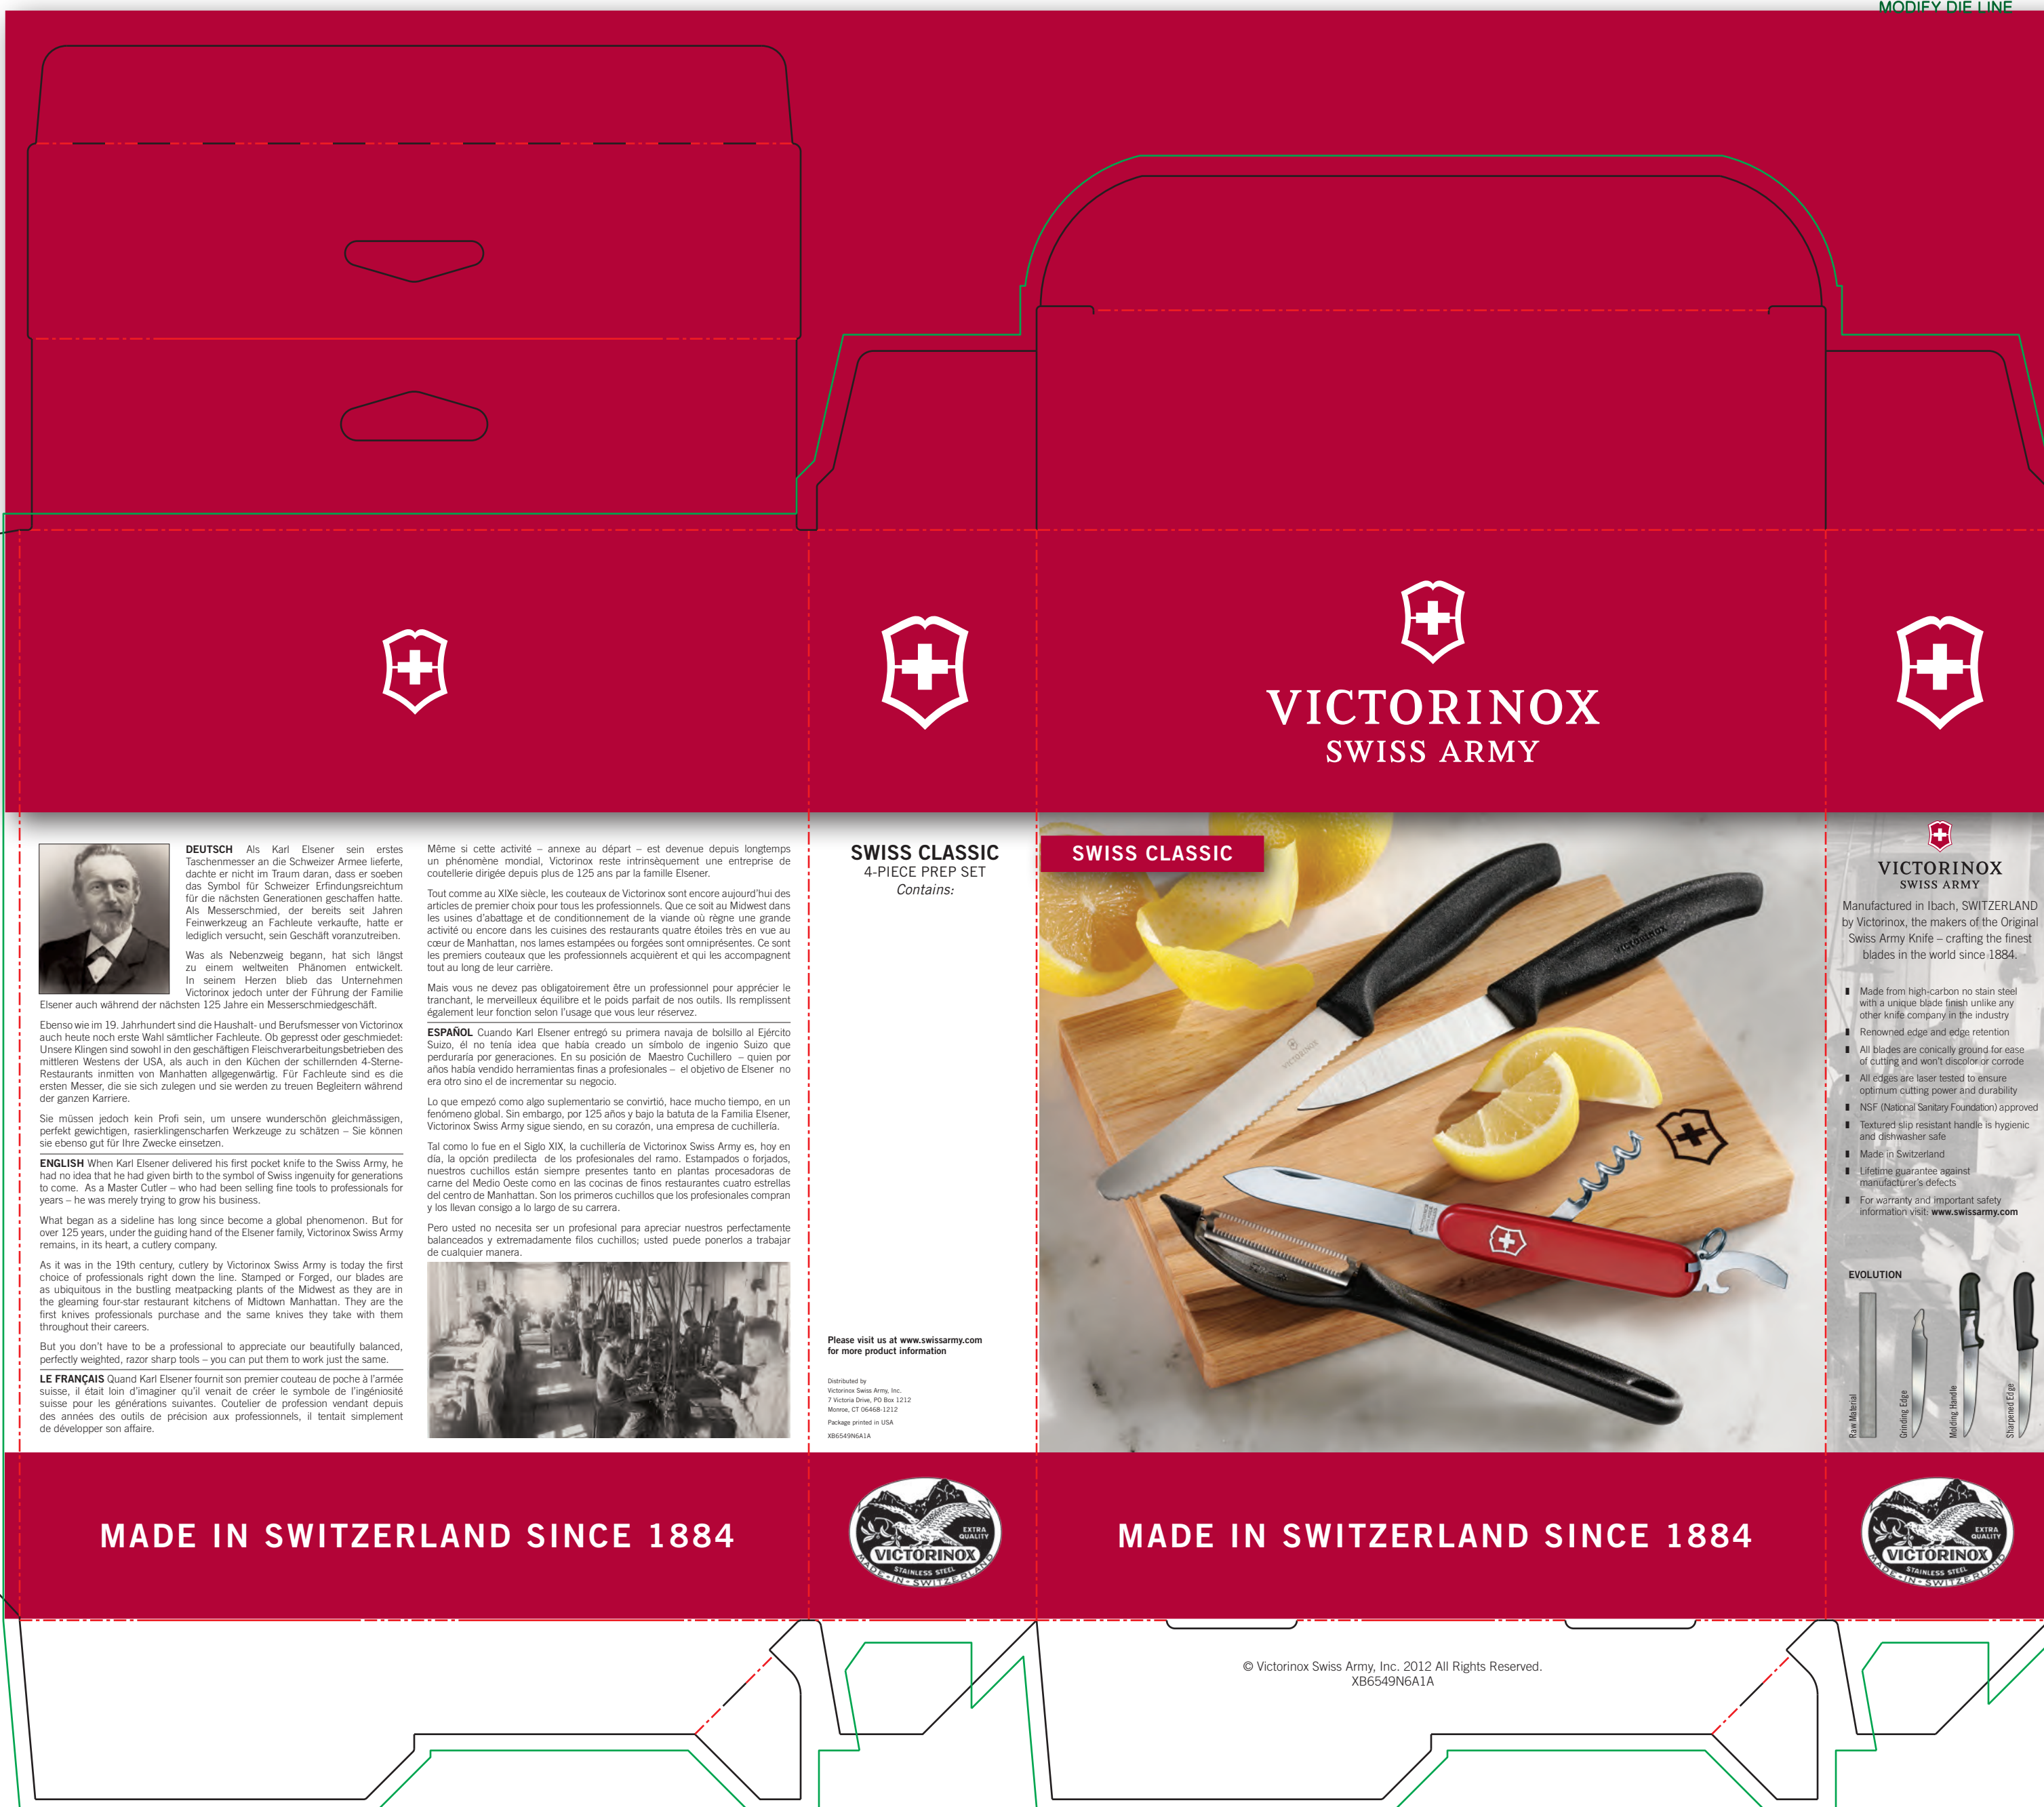 MODIFY DIE LINE
VICTORINOX
SWISS ARMY
DEUTSCH Als Karl Elsener sein erstes
Taschenmesser an die Schweizer Armee lieferte,
dachte er nicht im Traum daran, dass er soeben
das Symbol für Schweizer Erfindungsreichtum
für die nächsten Generationen geschaffen hatte.
Als Messerschmied, der bereits seit Jahren
Feinwerkzeug an Fachleute verkaufte, hatte er
lediglich versucht, sein Geschäft voranzutreiben.
Was als Nebenzweig begann, hat sich längst
zu einem weltweiten Phänomen entwickelt.
In seinem Herzen blieb das Unternehmen
Victorinox jedoch unter der Führung der Familie
Elsener auch während der nächsten 125 Jahre ein Messerschmiedgeschäft.
Ebenso wie im 19. Jahrhundert sind die Haushalt- und Berufsmesser von Victorinox
auch heute noch erste Wahl sämtlicher Fachleute. Ob gepresst oder geschmiedet:
Unsere Klingen sind sowohl in den geschäftigen Fleischverarbeitungsbetrieben des
mittleren Westens der USA, als auch in den Küchen der schillernden 4-Sterne-
Restaurants inmitten von Manhatten allgegenwärtig. Für Fachleute sind es die
ersten Messer, die sie sich zulegen und sie werden zu treuen Begleitern während
der ganzen Karriere.
Sie müssen jedoch kein Profi sein, um unsere wunderschön gleichmässigen,
perfekt gewichtigen, rasierklingenscharfen Werkzeuge zu schätzen – Sie können
sie ebenso gut für Ihre Zwecke einsetzen.
ENGLISH When Karl Elsener delivered his first pocket knife to the Swiss Army, he
had no idea that he had given birth to the symbol of Swiss ingenuity for generations
to come. As a Master Cutler – who had been selling fine tools to professionals for
years – he was merely trying to grow his business.
What began as a sideline has long since become a global phenomenon. But for
over 125 years, under the guiding hand of the Elsener family, Victorinox Swiss Army
remains, in its heart, a cutlery company.
As it was in the 19th century, cutlery by Victorinox Swiss Army is today the first
choice of professionals right down the line. Stamped or Forged, our blades are
as ubiquitous in the bustling meatpacking plants of the Midwest as they are in
the gleaming four-star restaurant kitchens of Midtown Manhattan. They are the
first knives professionals purchase and the same knives they take with them
throughout their careers.
But you don't have to be a professional to appreciate our beautifully balanced,
perfectly weighted, razor sharp tools – you can put them to work just the same.
LE FRANÇAIS Quand Karl Elsener fournit son premier couteau de poche à l'armée
suisse, il était loin d'imaginer qu'il venait de créer le symbole de l'ingéniosité
suisse pour les générations suivantes. Coutelier de profession vendant depuis
des années des outils de précision aux professionnels, il tentait simplement
de développer son affaire.
Même si cette activité – annexe au départ – est devenue depuis longtemps
un phénomène mondial, Victorinox reste intrinsèquement une entreprise de
coutellerie dirigée depuis plus de 125 ans par la famille Elsener.
Tout comme au XIXe siècle, les couteaux de Victorinox sont encore aujourd'hui des
articles de premier choix pour tous les professionnels. Que ce soit au Midwest dans
les usines d'abattage et de conditionnement de la viande où règne une grande
activité ou encore dans les cuisines des restaurants quatre étoiles très en vue au
cœur de Manhattan, nos lames estampées ou forgées sont omniprésentes. Ce sont
les premiers couteaux que les professionnels acquièrent et qui les accompagnent
tout au long de leur carrière.
Mais vous ne devez pas obligatoirement être un professionnel pour apprécier le
tranchant, le merveilleux équilibre et le poids parfait de nos outils. Ils remplissent
également leur fonction selon l'usage que vous leur réservez.
ESPAÑOL Cuando Karl Elsener entregó su primera navaja de bolsillo al Ejército
Suizo, él no tenía idea que había creado un símbolo de ingenio Suizo que
perduraría por generaciones. En su posición de Maestro Cuchillero – quien por
años había vendido herramientas finas a profesionales – el objetivo de Elsener no
era otro sino el de incrementar su negocio.
Lo que empezó como algo suplementario se convirtió, hace mucho tiempo, en un
fenómeno global. Sin embargo, por 125 años y bajo la batuta de la Familia Elsener,
Victorinox Swiss Army sigue siendo, en su corazón, una empresa de cuchillería.
Tal como lo fue en el Siglo XIX, la cuchillería de Victorinox Swiss Army es, hoy en
día, la opción predilecta de los profesionales del ramo. Estampados o forjados,
nuestros cuchillos están siempre presentes tanto en plantas procesadoras de
carne del Medio Oeste como en las cocinas de finos restaurantes cuatro estrellas
del centro de Manhattan. Son los primeros cuchillos que los profesionales compran
y los llevan consigo a lo largo de su carrera.
Pero usted no necesita ser un profesional para apreciar nuestros perfectamente
balanceados y extremadamente filos cuchillos; usted puede ponerlos a trabajar
de cualquier manera.
SWISS CLASSIC
4-PIECE PREP SET
Contains:
Please visit us at www.swissarmy.com
for more product information
Distributed by
Victorinox Swiss Army, Inc.
7 Victoria Drive, PO Box 1212
Monroe, CT 06468-1212
Package printed in USA
XB6549N6A1A
SWISS CLASSIC
VICTORINOX
VICTORINOX
VICTORINOX
SWISS ARMY
Manufactured in Ibach, SWITZERLAND
by Victorinox, the makers of the Original
Swiss Army Knife – crafting the finest
blades in the world since 1884.
Made from high-carbon no stain steel
with a unique blade finish unlike any
other knife company in the industry
Renowned edge and edge retention
All blades are conically ground for ease
of cutting and won't discolor or corrode
All edges are laser tested to ensure
optimum cutting power and durability
NSF (National Sanitary Foundation) approved
Textured slip resistant handle is hygienic
and dishwasher safe
Made in Switzerland
Lifetime guarantee against
manufacturer's defects
For warranty and important safety
information visit: www.swissarmy.com
EVOLUTION
Raw Material
Grinding Edge
Molding Handle
Sharpened Edge
MADE IN SWITZERLAND SINCE 1884
EXTRA
QUALITY
VICTORINOX
STAINLESS STEEL
MADE-IN-SWITZERLAND
MADE IN SWITZERLAND SINCE 1884
EXTRA
QUALITY
VICTORINOX
STAINLESS STEEL
MADE-IN-SWITZERLAND
© Victorinox Swiss Army, Inc. 2012 All Rights Reserved.
XB6549N6A1A